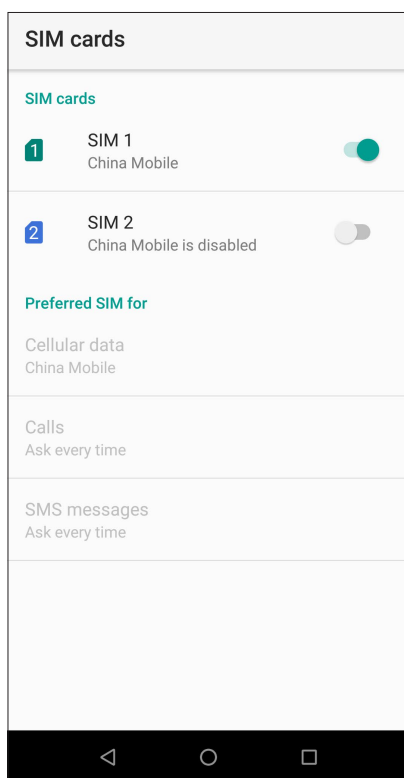 SIM cards
SIM cards
1
SIM 1
China Mobile
2
SIM 2
China Mobile is disabled
Preferred SIM for
Cellular data
China Mobile
Calls
Ask every time
SMS messages
Ask every time